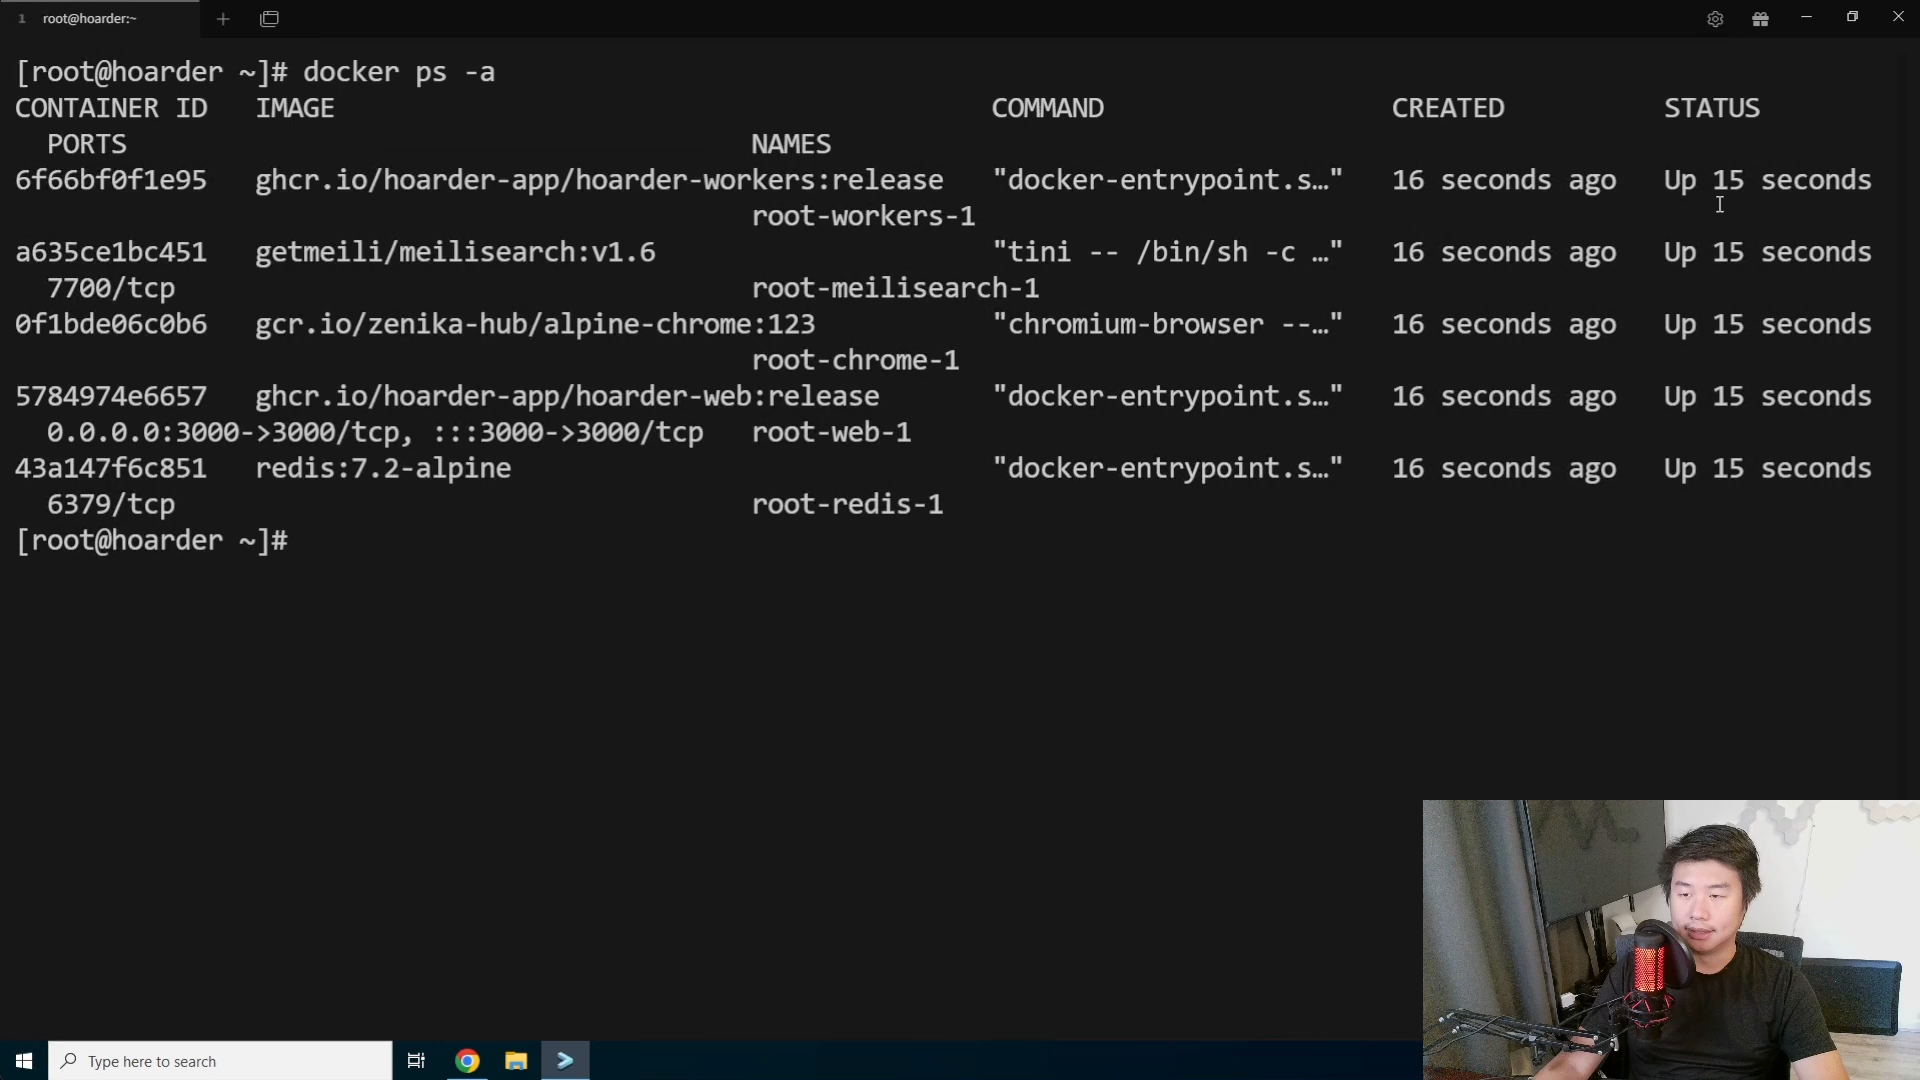 1 root@hoarder:~
[root@hoarder ~]# docker ps -a
CONTAINER ID IMAGE COMMAND CREATED STATUS
PORTS NAMES
6f66bf0f1e95 ghcr.io/hoarder-app/hoarder-workers:release "docker-entrypoint.s…" 16 seconds ago Up 15 seconds
root-workers-1
a635ce1bc451 getmeili/meilisearch:v1.6 "tini -- /bin/sh -c …" 16 seconds ago Up 15 seconds
7700/tcp root-meilisearch-1
0f1bde06c0b6 gcr.io/zenika-hub/alpine-chrome:123 "chromium-browser --…" 16 seconds ago Up 15 seconds
root-chrome-1
5784974e6657 ghcr.io/hoarder-app/hoarder-web:release "docker-entrypoint.s…" 16 seconds ago Up 15 seconds
0.0.0.0:3000->3000/tcp, :::3000->3000/tcp root-web-1
43a147f6c851 redis:7.2-alpine "docker-entrypoint.s…" 16 seconds ago Up 15 seconds
6379/tcp root-redis-1
[root@hoarder ~]#
Type here to search